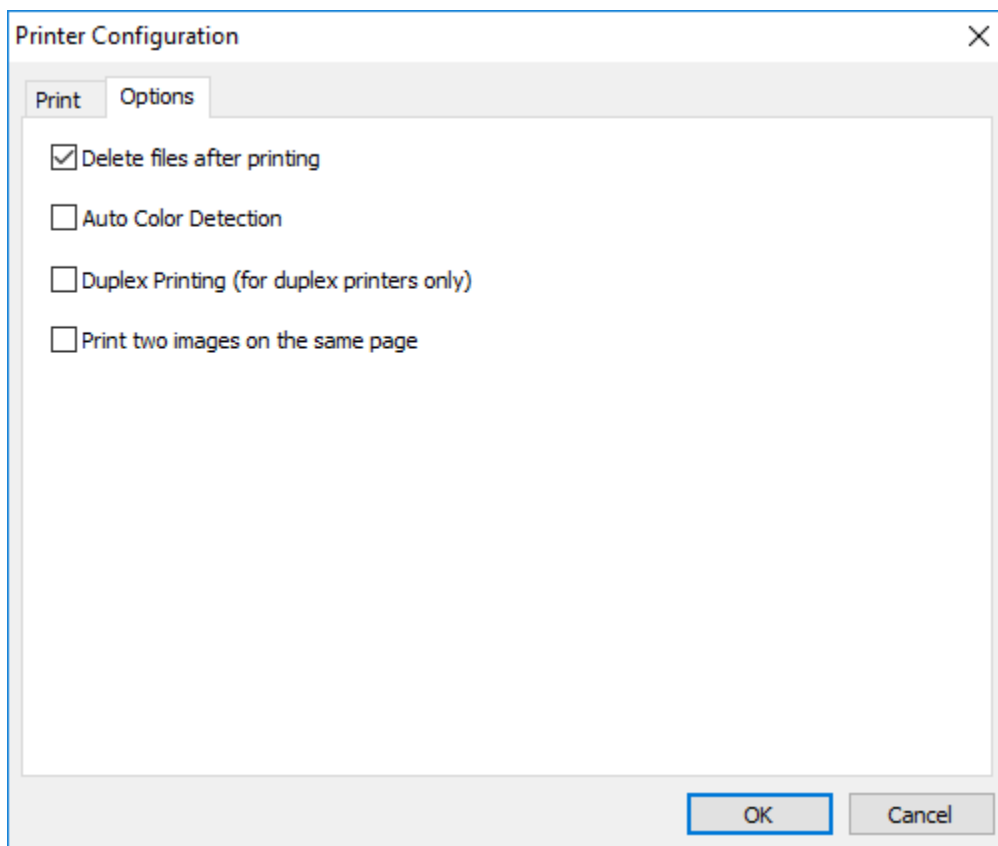 Printer Configuration
Print Options
Delete files after printing
Auto Color Detection
Duplex Printing (for duplex printers only)
Print two images on the same page
OK Cancel